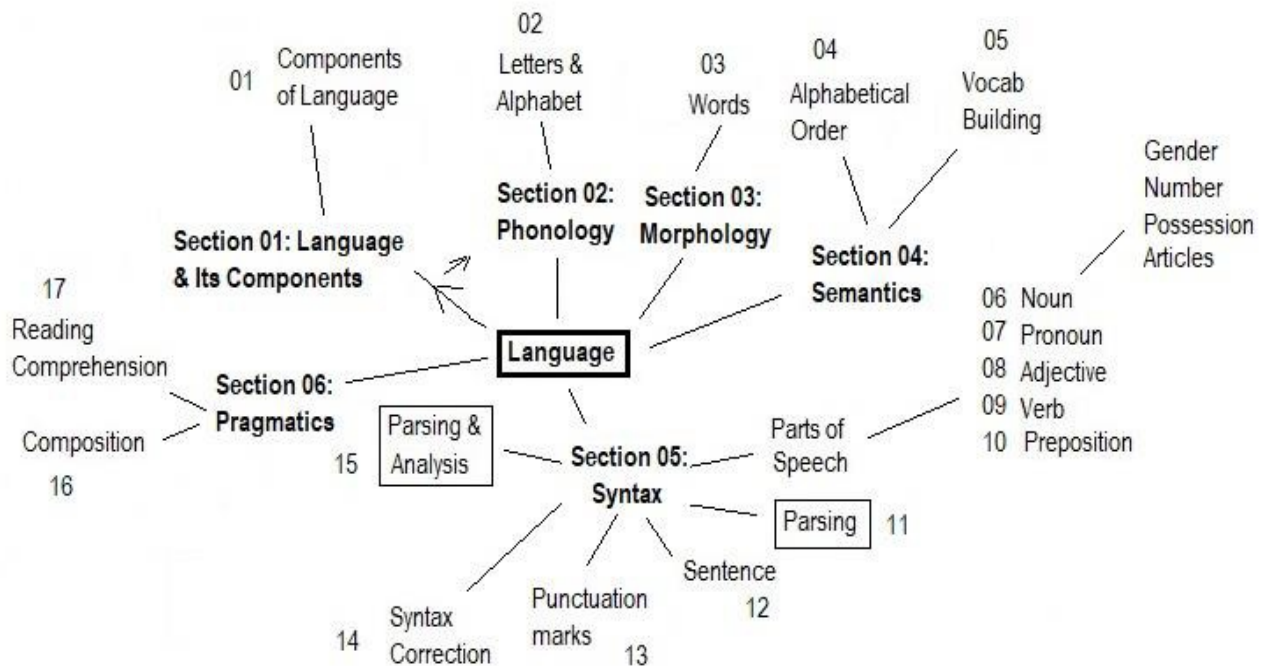 01
Components
of Language
Section 01: Language
& Its Components
02
Letters &
Alphabet
Section 02:
Phonology
03
Words
Section 03:
Morphology
04
Alphabetical
Order
05
Vocab
Building
Section 04:
Semantics
Gender
Number
Possession
Articles
06 Noun
07 Pronoun
08 Adjective
09 Verb
10 Preposition
Parts of
Speech
Language
17
Reading
Comprehension
Composition
16
Section 06:
Pragmatics
15
Parsing &
Analysis
Section 05:
Syntax
Parsing
11
Sentence
12
Punctuation
marks
13
14
Syntax
Correction